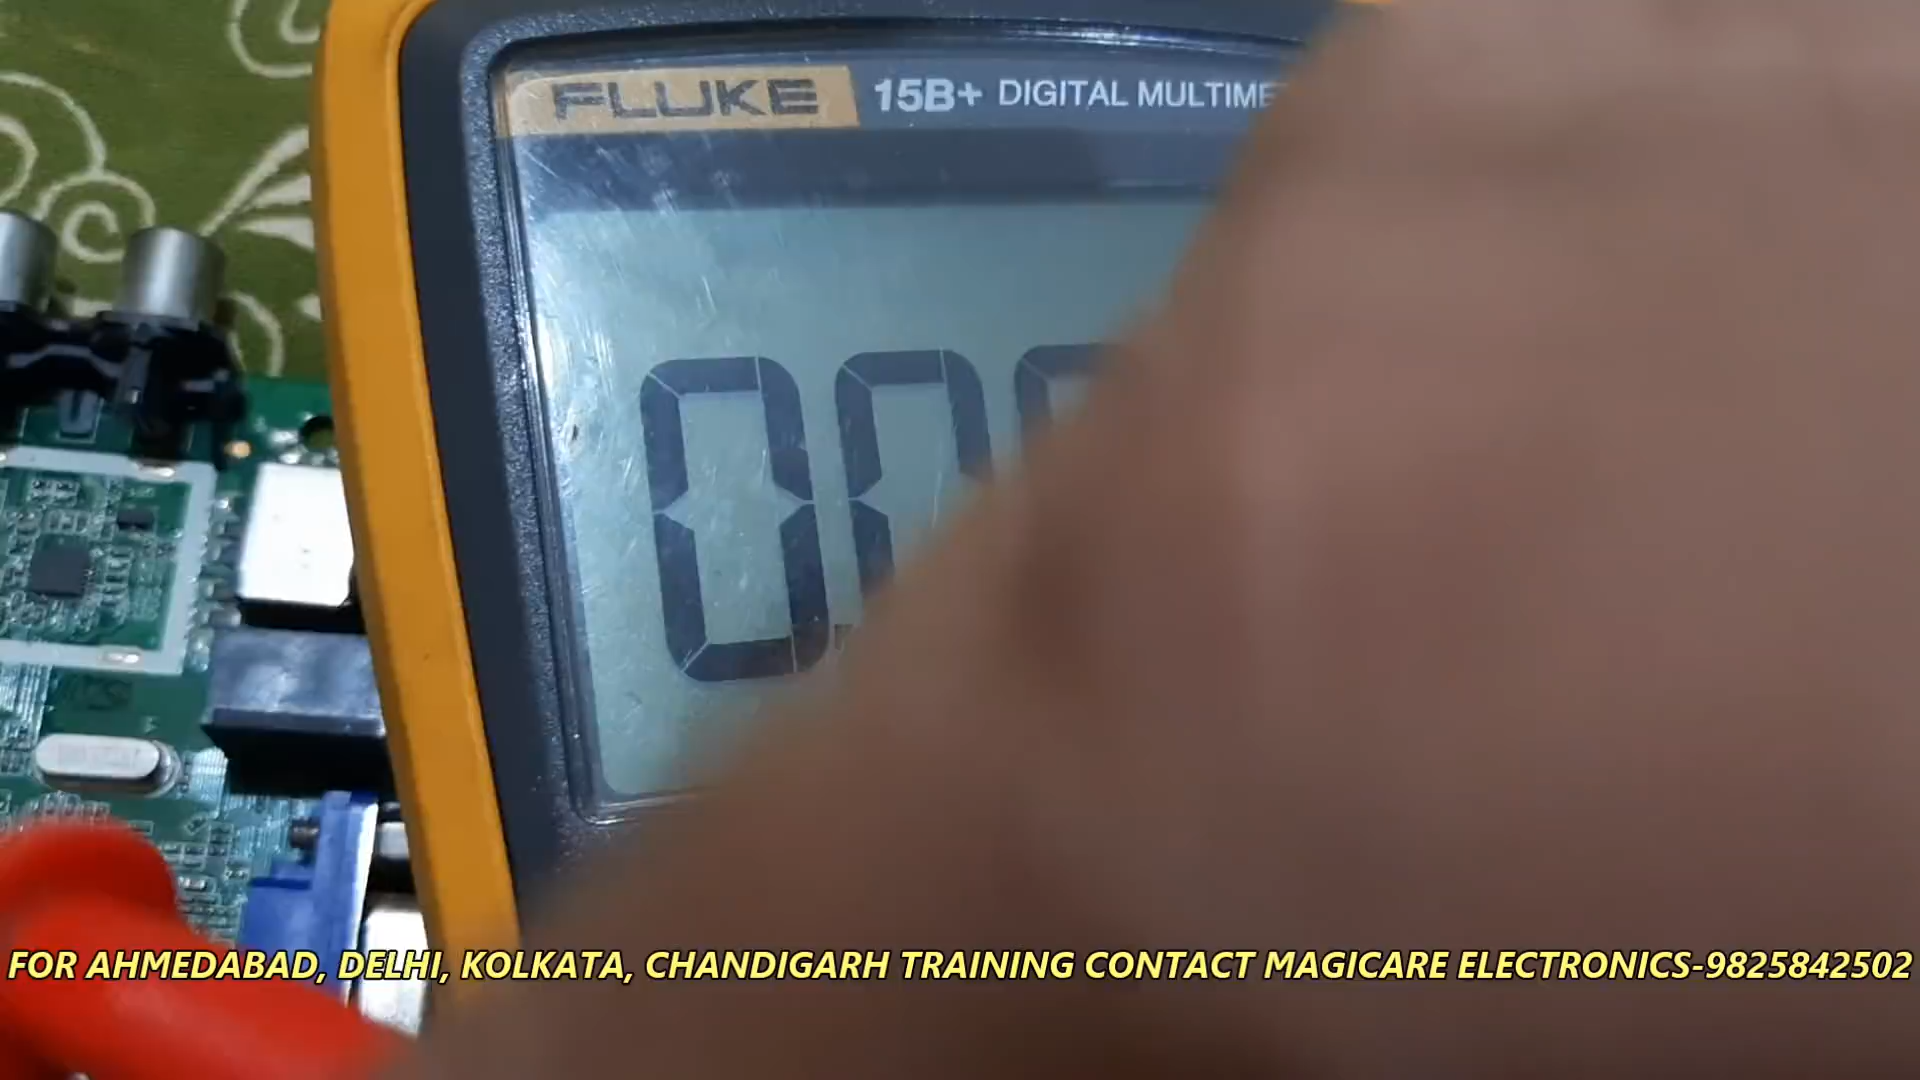 FLUKE 15B+ DIGITAL MULTIME
FOR AHMEDABAD, DELHI, KOLKATA, CHANDIGARH TRAINING CONTACT MAGICARE ELECTRONICS-9825842502